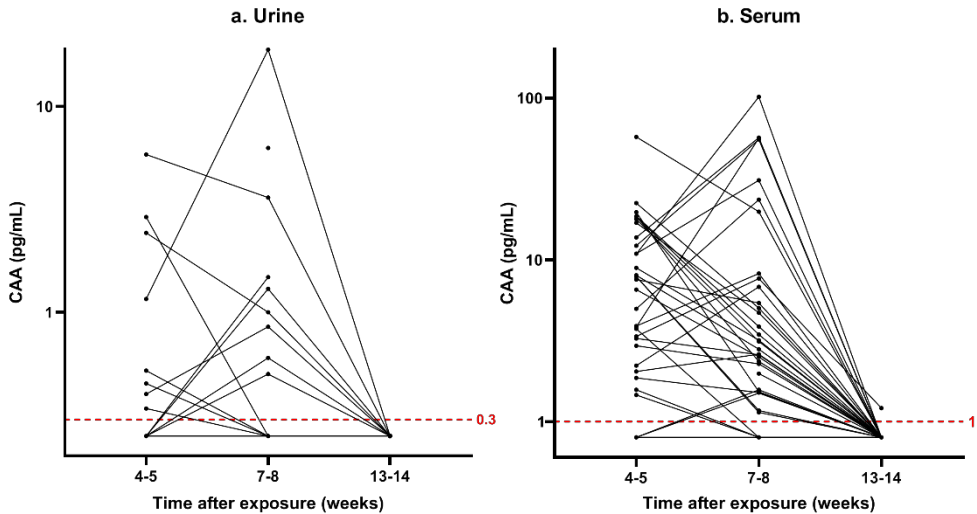 a. Urine
CAA (pg/mL)
10
1
0.3
4-5 7-8 13-14
Time after exposure (weeks)
b. Serum
CAA (pg/mL)
100
10
1
1
4-5 7-8 13-14
Time after exposure (weeks)